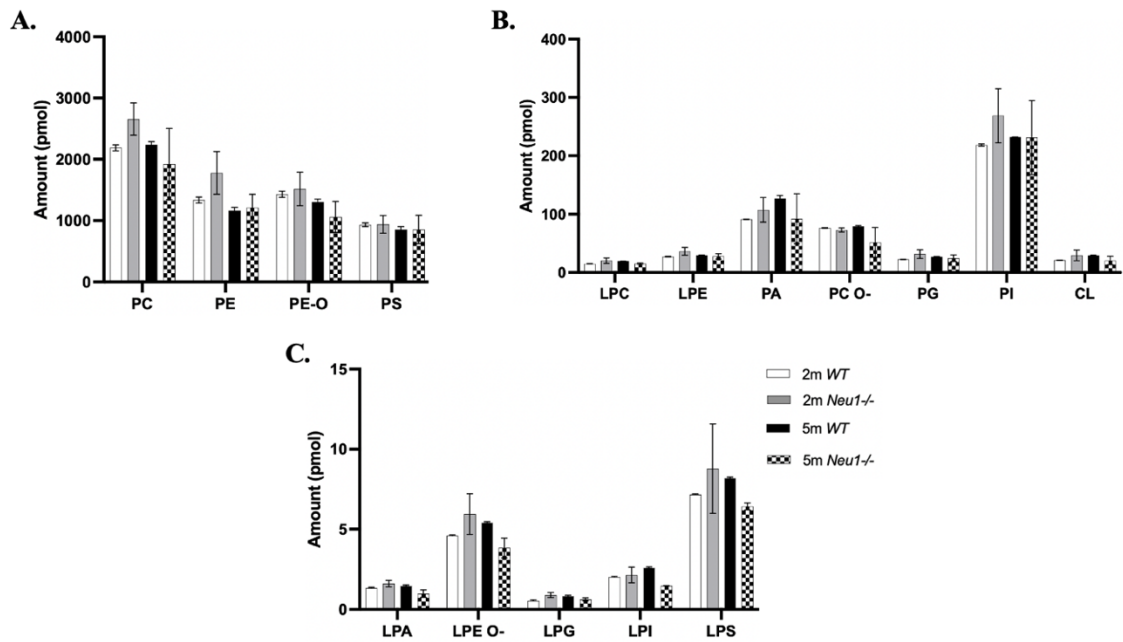 A.
4000
3000
2000
1000
0
Amount (pmol)
PC PE PE-O PS
B.
400
300
200
100
0
Amount (pmol)
LPC LPE PA PC O- PG PI CL
C.
15
10
5
0
Amount (pmol)
LPA LPE O- LPG LPI LPS
2m WT
2m Neu1-/-
5m WT
5m Neu1-/-